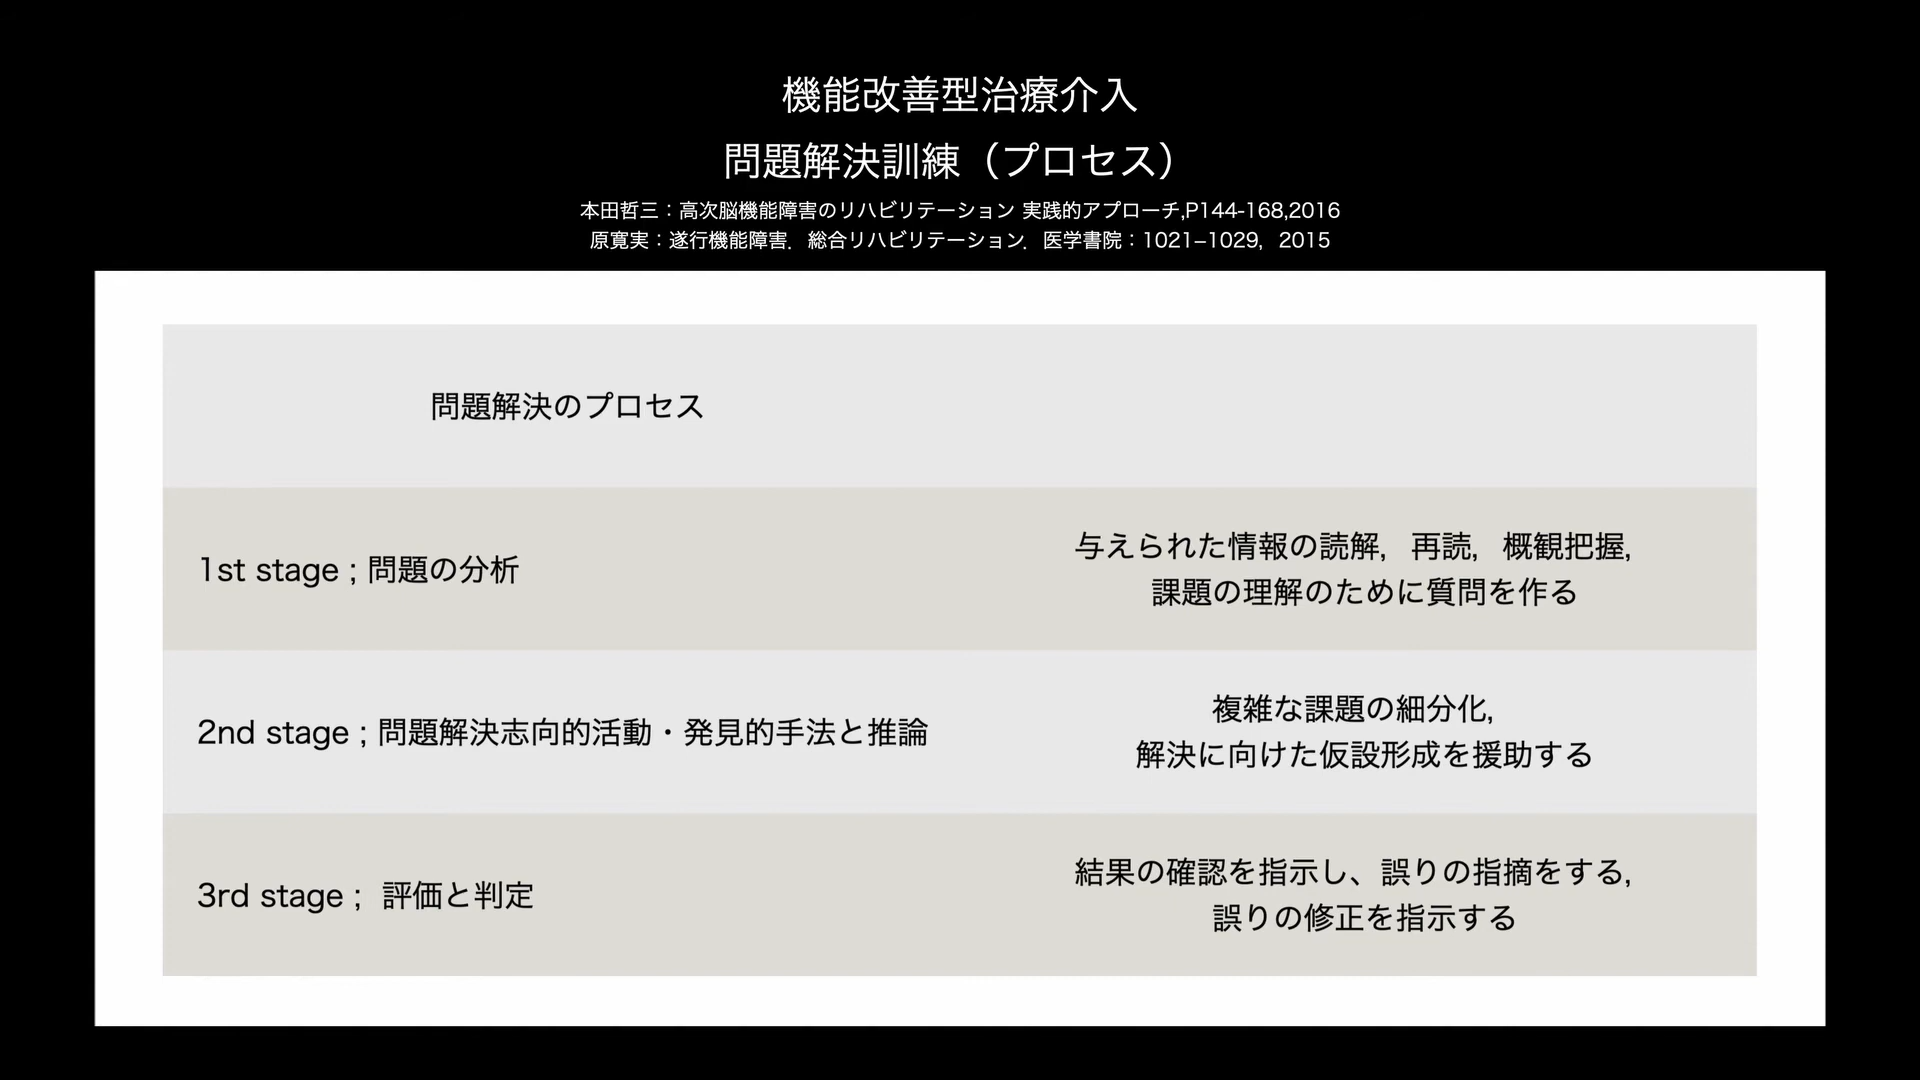 機能改善型治療介入
問題解決訓練（プロセス）
本田哲三：高次脳機能障害のリハビリテーション 実践的アプローチ,P144-168,2016
原寛実：遂行機能障害．総合リハビリテーション．医学書院：1021–1029，2015
問題解決のプロセス
1st stage ; 問題の分析
与えられた情報の読解，再読，概観把握，
課題の理解のために質問を作る
2nd stage ; 問題解決志向的活動・発見的手法と推論
複雑な課題の細分化，
解決に向けた仮設形成を援助する
3rd stage ;  評価と判定
結果の確認を指示し、誤りの指摘をする，
誤りの修正を指示する